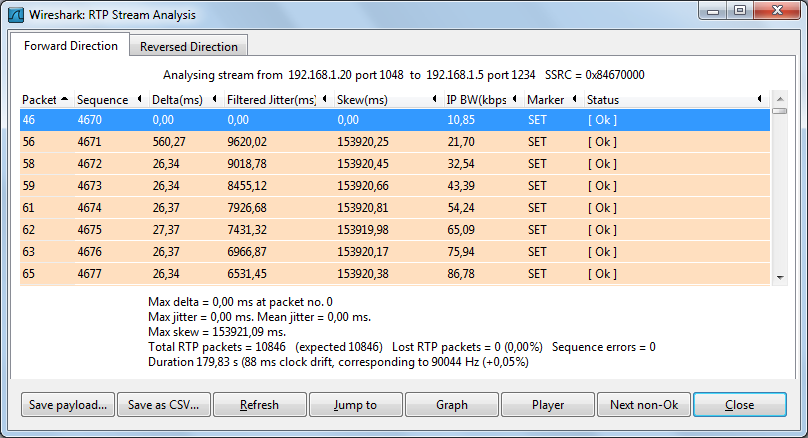 Wireshark: RTP Stream Analysis
Forward Direction Reversed Direction
Analysing stream from 192.168.1.20 port 1048 to 192.168.1.5 port 1234 SSRC = 0x84670000
Packet Sequence Delta(ms) Filtered Jitter(ms) Skew(ms) IP BW(kbps Marker Status
46 4670 0,00 0,00 0,00 10,85 SET [ Ok ]
56 4671 560,27 9620,02 153920,25 21,70 SET [ Ok ]
58 4672 26,34 9018,78 153920,45 32,54 SET [ Ok ]
59 4673 26,34 8455,12 153920,66 43,39 SET [ Ok ]
61 4674 26,37 7926,68 153920,81 54,24 SET [ Ok ]
62 4675 27,37 7431,32 153919,98 65,09 SET [ Ok ]
63 4676 26,37 6966,87 153920,17 75,94 SET [ Ok ]
65 4677 26,34 6531,45 153920,38 86,78 SET [ Ok ]
Max delta = 0,00 ms at packet no. 0
Max jitter = 0,00 ms. Mean jitter = 0,00 ms.
Max skew = 153921,09 ms.
Total RTP packets = 10846 (expected 10846) Lost RTP packets = 0 (0,00%) Sequence errors = 0
Duration 179,83 s (88 ms clock drift, corresponding to 90044 Hz (+0,05%)
Save payload... Save as CSV... Refresh Jump to Graph Player Next non-Ok Close